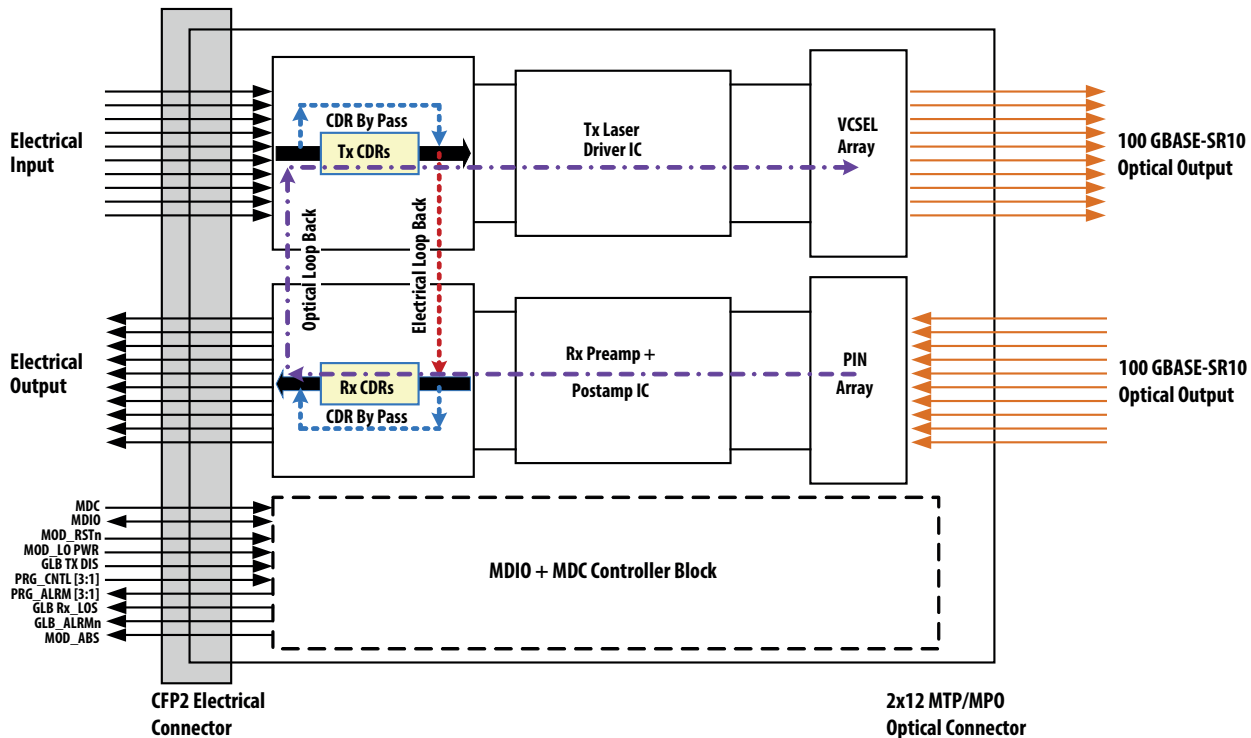 Electrical
Input
CDR By Pass
Tx CDRs
Tx Laser
Driver IC
VCSEL
Array
100 GBASE-SR10
Optical Output
Optical Loop Back
Electrical Loop Back
Electrical
Output
Rx CDRs
CDR By Pass
Rx Preamp +
Postamp IC
PIN
Array
100 GBASE-SR10
Optical Output
MDC
MDIO
MOD_RSTn
MOD_LO PWR
GLB TX DIS
PRG_CNTL [3:1]
PRG_ALRM [3:1]
GLB Rx_LOS
GLB_ALRMn
MOD_ABS
MDIO + MDC Controller Block
CFP2 Electrical
Connector
2x12 MTP/MPO
Optical Connector